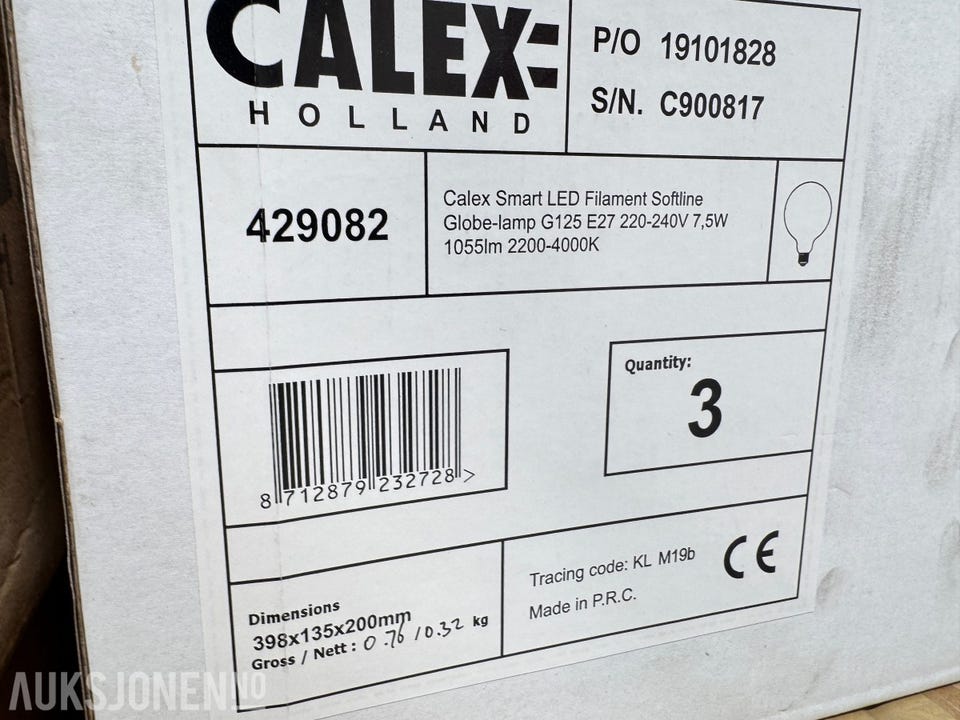 CALEX
HOLLAND
P/O 19101828
S/N. C900817
429082
Calex Smart LED Filament Softline
Globe-lamp G125 E27 220-240V 7,5W
1055lm 2200-4000K
8 712879 232728 >
Quantity:
3
Dimensions
398x135x200mm
Gross / Nett : 0.76 / 0.32 kg
Tracing code: KL M19b
Made in P.R.C.
CE
AUKSJONEN.NO